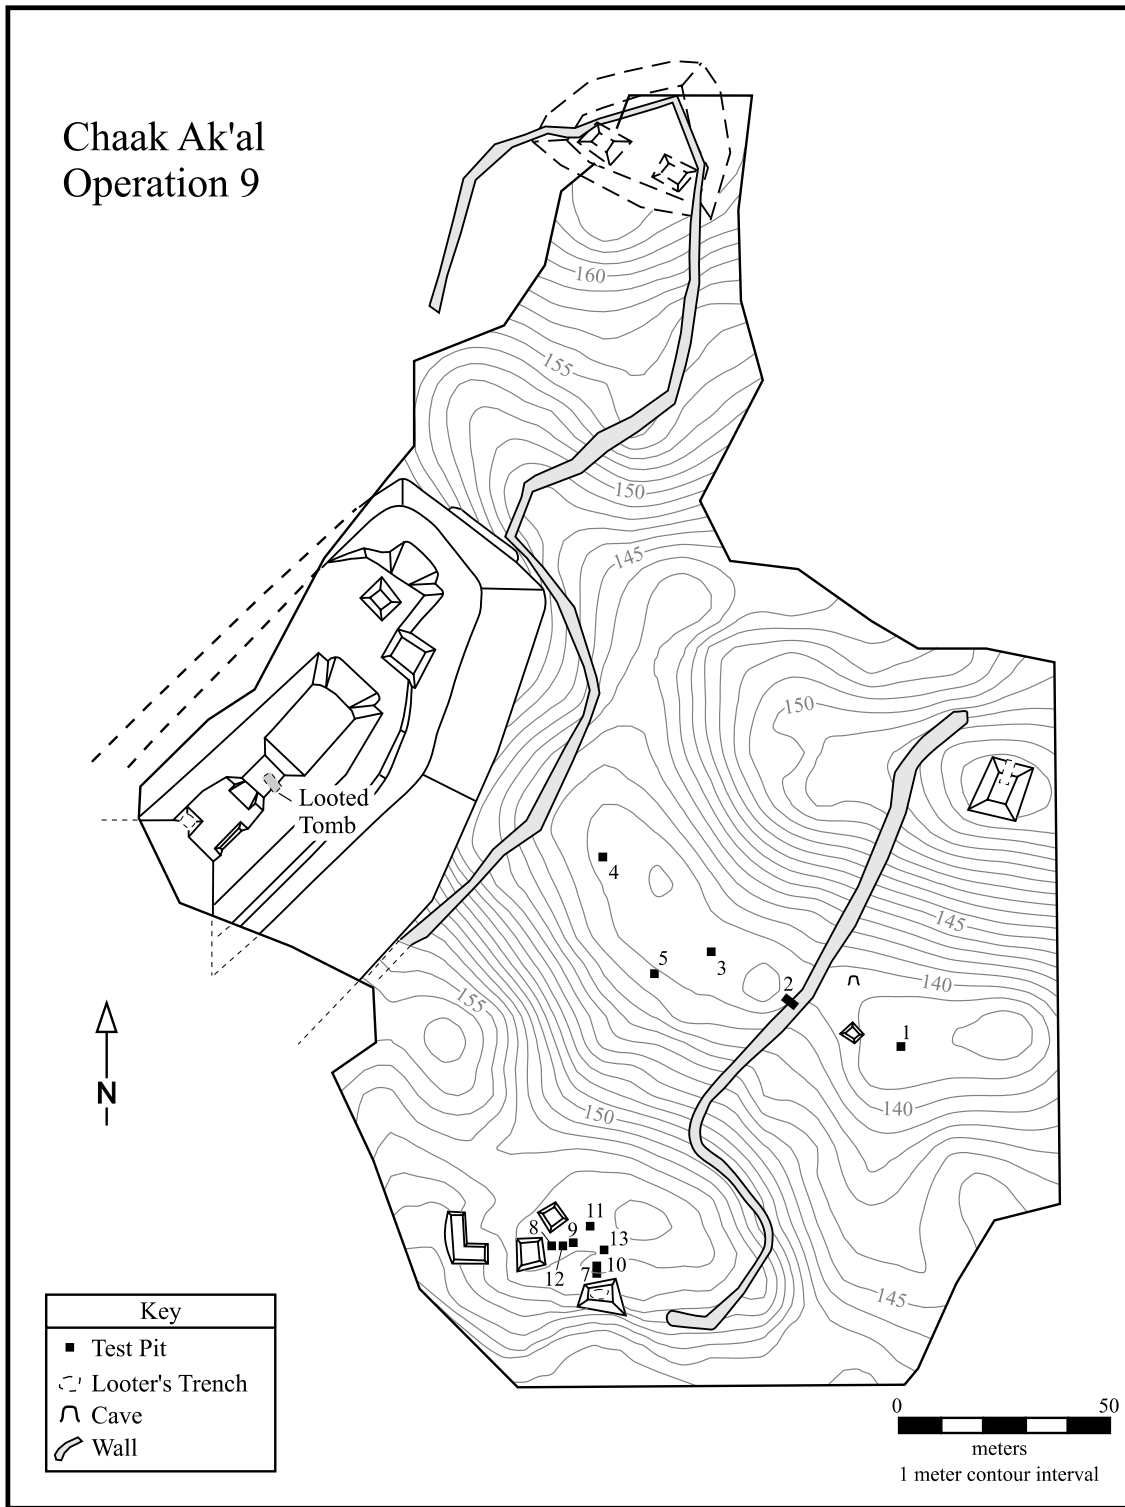 Chaak Ak'al
Operation 9
160
155
150
145
150
Looted
Tomb
4
145
3
5
2
140
155
1
140
150
11
8
9
13
12
7
10
145
N
Key
Test Pit
Looter's Trench
Cave
Wall
0
50
meters
1 meter contour interval